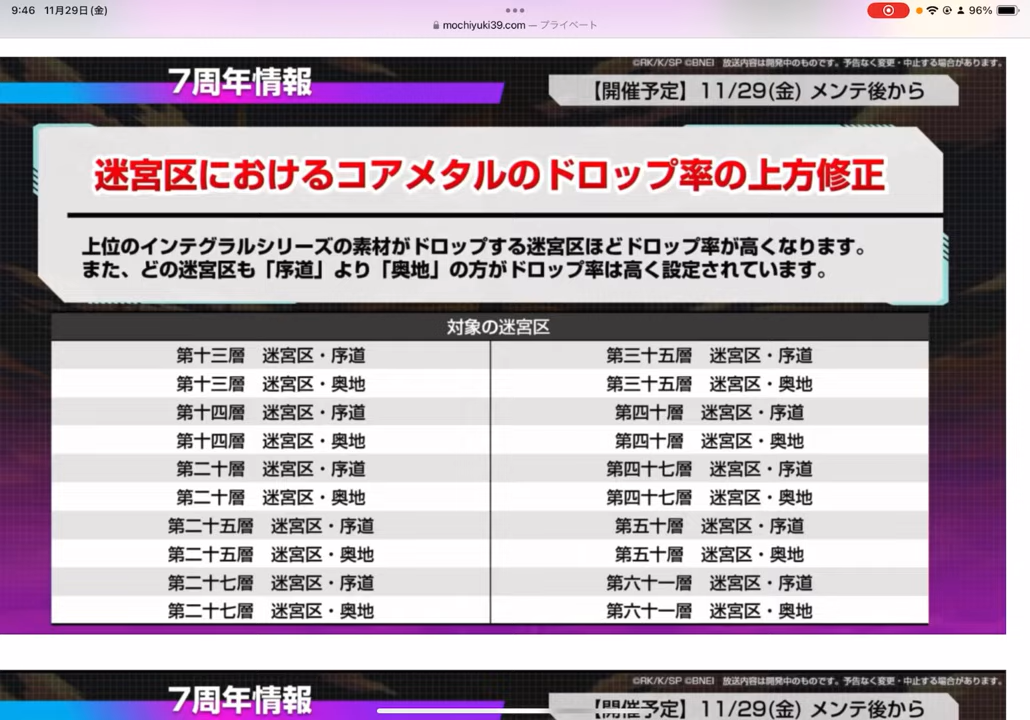 9:46 11月29日(金)
96%
mochiyuki39.com — プライベート
©RK/K/SP ©BNEI 放送内容は開発中のものです。予告なく変更・中止する場合があります。
7周年情報
【開催予定】11/29(金) メンテ後から
迷宮区におけるコアメタルのドロップ率の上方修正
上位のインテグラルシリーズの素材がドロップする迷宮区ほどドロップ率が高くなります。
また、どの迷宮区も「序道」より「奥地」の方がドロップ率は高く設定されています。
対象の迷宮区
第十三層 迷宮区・序道 第三十五層 迷宮区・序道
第十三層 迷宮区・奥地 第三十五層 迷宮区・奥地
第十四層 迷宮区・序道 第四十層 迷宮区・序道
第十四層 迷宮区・奥地 第四十層 迷宮区・奥地
第二十層 迷宮区・序道 第四十七層 迷宮区・序道
第二十層 迷宮区・奥地 第四十七層 迷宮区・奥地
第二十五層 迷宮区・序道 第五十層 迷宮区・序道
第二十五層 迷宮区・奥地 第五十層 迷宮区・奥地
第二十七層 迷宮区・序道 第六十一層 迷宮区・序道
第二十七層 迷宮区・奥地 第六十一層 迷宮区・奥地
©RK/K/SP ©BNEI 放送内容は開発中のものです。予告なく変更・中止する場合があります。
7周年情報
【開催予定】11/29(金) メンテ後から